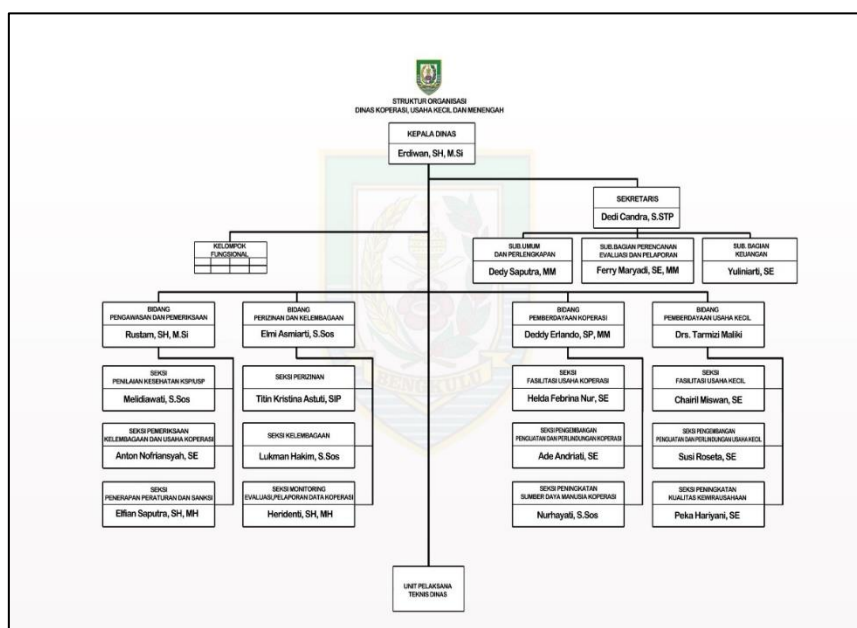 STRUKTUR ORGANISASI
DINAS KOPERASI, USAHA KECIL DAN MENENGAH
KEPALA DINAS
Erdiwan, SH, M.Si
SEKRETARIS
Dedi Candra, S.STP
KELOMPOK
FUNGSIONAL
SUB.UMUM
DAN PERLENGKAPAN
Dedy Saputra, MM
SUB.BAGIAN PERENCANAN
EVALUASI DAN PELAPORAN
Ferry Maryadi, SE, MM
SUB. BAGIAN
KEUANGAN
Yuliniarti, SE
BIDANG
PENGAWASAN DAN PEMERIKSAAN
Rustam, SH, M.Si
BIDANG
PERIZINAN DAN KELEMBAGAAN
Elmi Asmiarti, S.Sos
BIDANG
PEMBERDAYAAN KOPERASI
Deddy Erlando, SP, MM
BIDANG
PEMBERDAYAAN USAHA KECIL
Drs. Tarmizi Maliki
SEKSI
PENILAIAN KESEHATAN KSP/USP
Melidiawati, S.Sos
SEKSI PERIZINAN
Titin Kristina Astuti, SIP
SEKSI
FASILITASI USAHA KOPERASI
Helda Febrina Nur, SE
SEKSI
FASILITASI USAHA KECIL
Chairil Miswan, SE
SEKSI PEMERIKSAAN
KELEMBAGAAN DAN USAHA KOPERASI
Anton Nofriansyah, SE
SEKSI KELEMBAGAAN
Lukman Hakim, S.Sos
SEKSI PENGEMBANGAN
PENGUATAN DAN PERLINDUNGAN KOPERASI
Ade Andriati, SE
SEKSI PENGEMBANGAN
PENGUATAN DAN PERLINDUNGAN USAHA KECIL
Susi Roseta, SE
SEKSI
PENERAPAN PERATURAN DAN SANKSI
Elfian Saputra, SH, MH
SEKSI MONITORING
EVALUASI,PELAPORAN DATA KOPERASI
Heridenti, SH, MH
SEKSI PENINGKATAN
SUMBER DAYA MANUSIA KOPERASI
Nurhayati, S.Sos
SEKSI PENINGKATAN
KUALITAS KEWIRAUSAHAAN
Peka Hariyani, SE
BENGKULU
UNIT PELAKSANA
TEKNIS DINAS